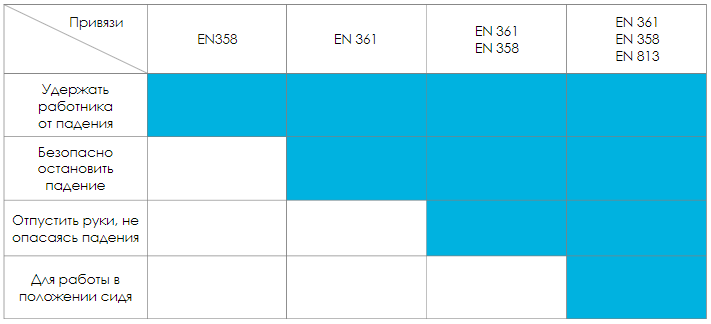 Привязи
EN358
EN 361
EN 361
EN 358
EN 361
EN 358
EN 813
Удержать
работника
от падения
Безопасно
остановить
падение
Отпустить руки, не
опасаясь падения
Для работы в
положении сидя